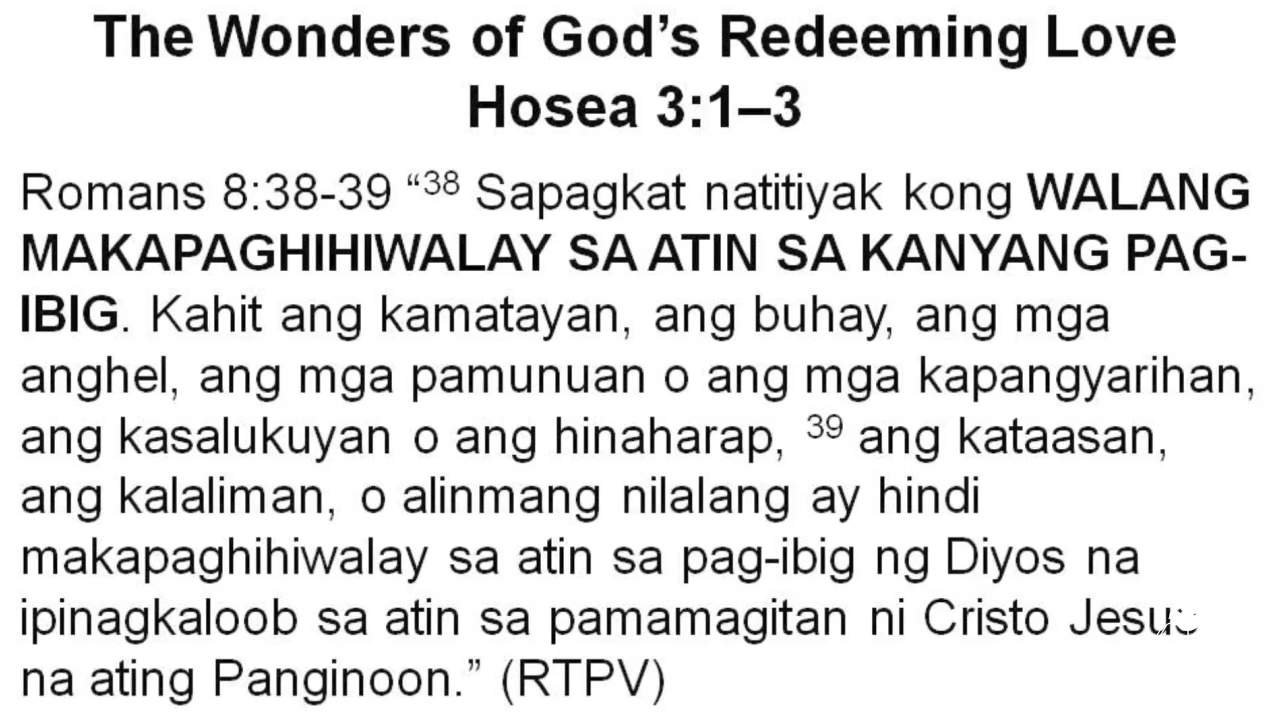 The Wonders of God’s Redeeming Love
Hosea 3:1–3
Romans 8:38-39 “³⁸ Sapagkat natitiyak kong WALANG
MAKAPAGHIHIWALAY SA ATIN SA KANYANG PAG-
IBIG. Kahit ang kamatayan, ang buhay, ang mga
anghel, ang mga pamunuan o ang mga kapangyarihan,
ang kasalukuyan o ang hinaharap, ³⁹ ang kataasan,
ang kalaliman, o alinmang nilalang ay hindi
makapaghihiwalay sa atin sa pag-ibig ng Diyos na
ipinagkaloob sa atin sa pamamagitan ni Cristo Jesus
na ating Panginoon.” (RTPV)